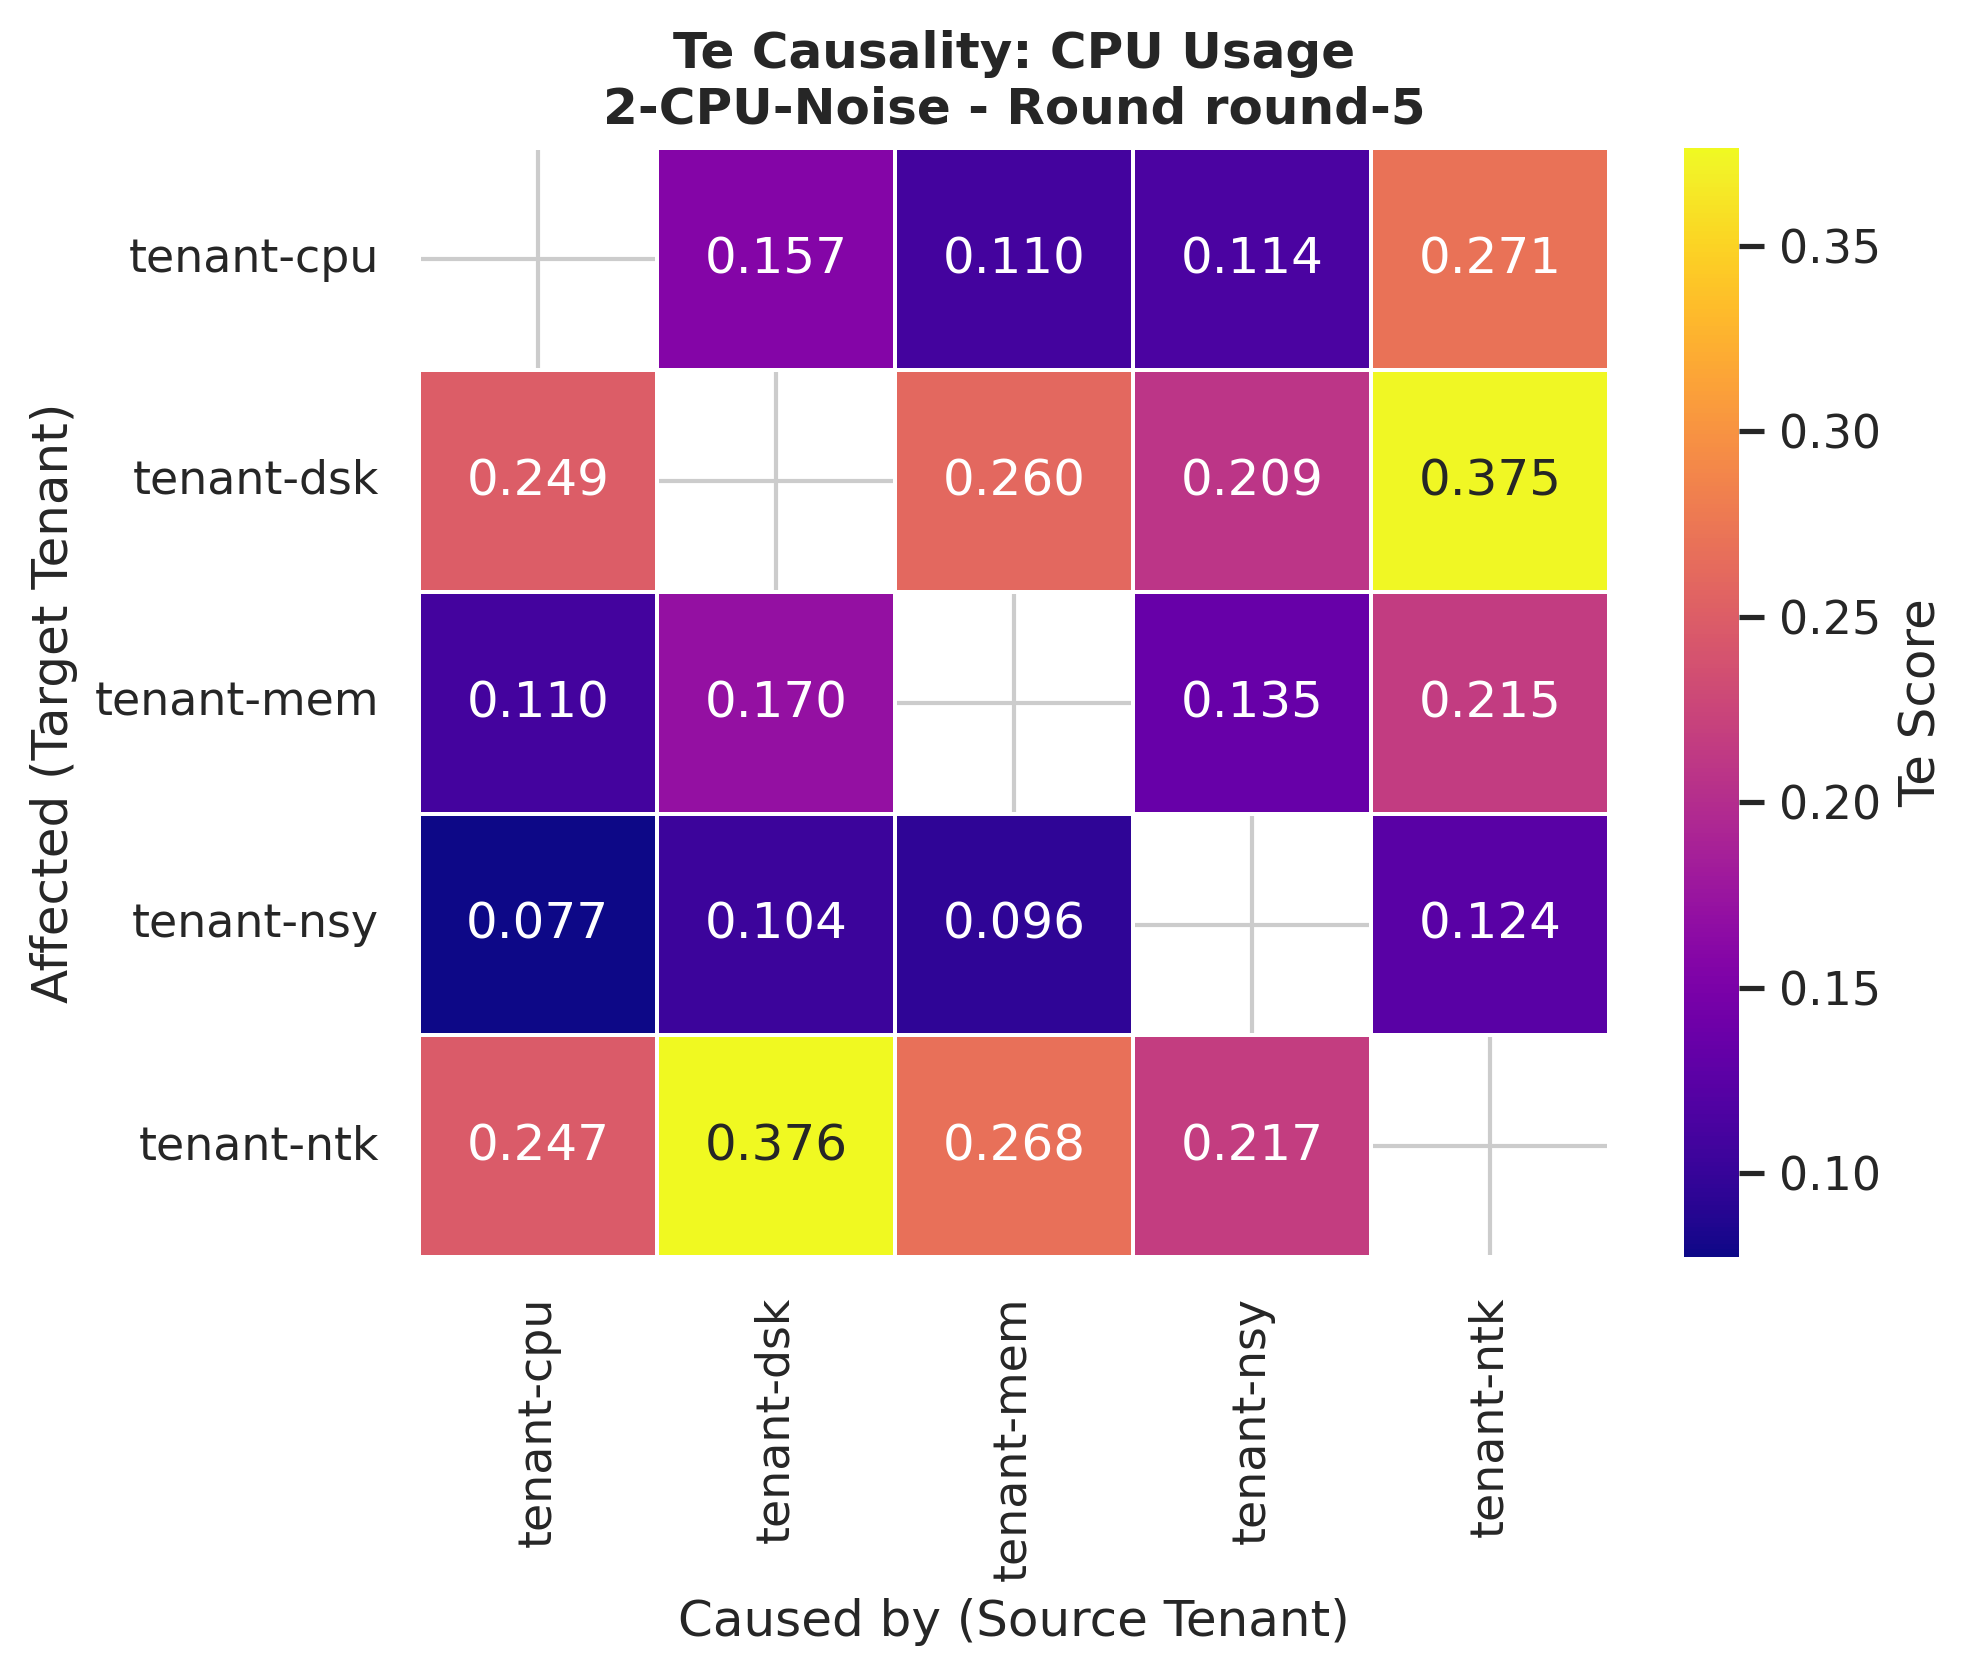 Te Causality: CPU Usage
2-CPU-Noise - Round round-5
Affected (Target Tenant)
tenant-cpu 0.157 0.110 0.114 0.271
tenant-dsk 0.249 0.260 0.209 0.375
tenant-mem 0.110 0.170 0.135 0.215
tenant-nsy 0.077 0.104 0.096 0.124
tenant-ntk 0.247 0.376 0.268 0.217
tenant-cpu
tenant-dsk
tenant-mem
tenant-nsy
tenant-ntk
Caused by (Source Tenant)
0.35
0.30
0.25
0.20
0.15
0.10
Te Score